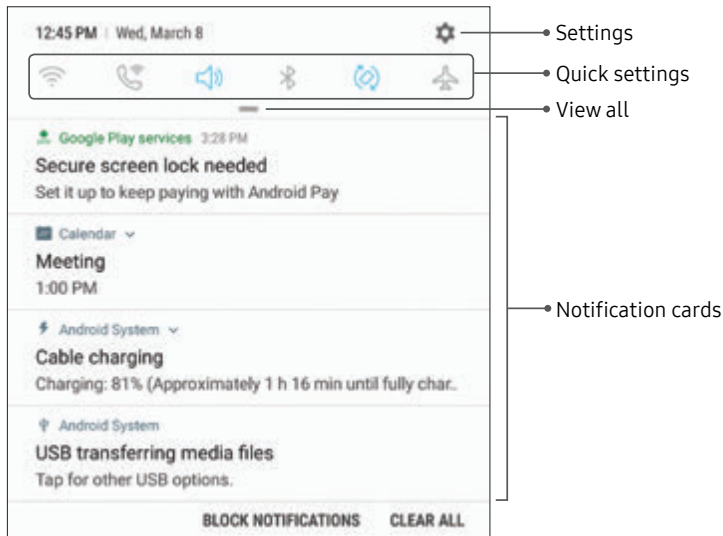 12:45 PM | Wed, March 8
Settings
Quick settings
View all
Google Play services 3:28 PM
Secure screen lock needed
Set it up to keep paying with Android Pay
Calendar
Meeting
1:00 PM
Notification cards
Android System
Cable charging
Charging: 81% (Approximately 1 h 16 min until fully char..
Android System
USB transferring media files
Tap for other USB options.
BLOCK NOTIFICATIONS CLEAR ALL